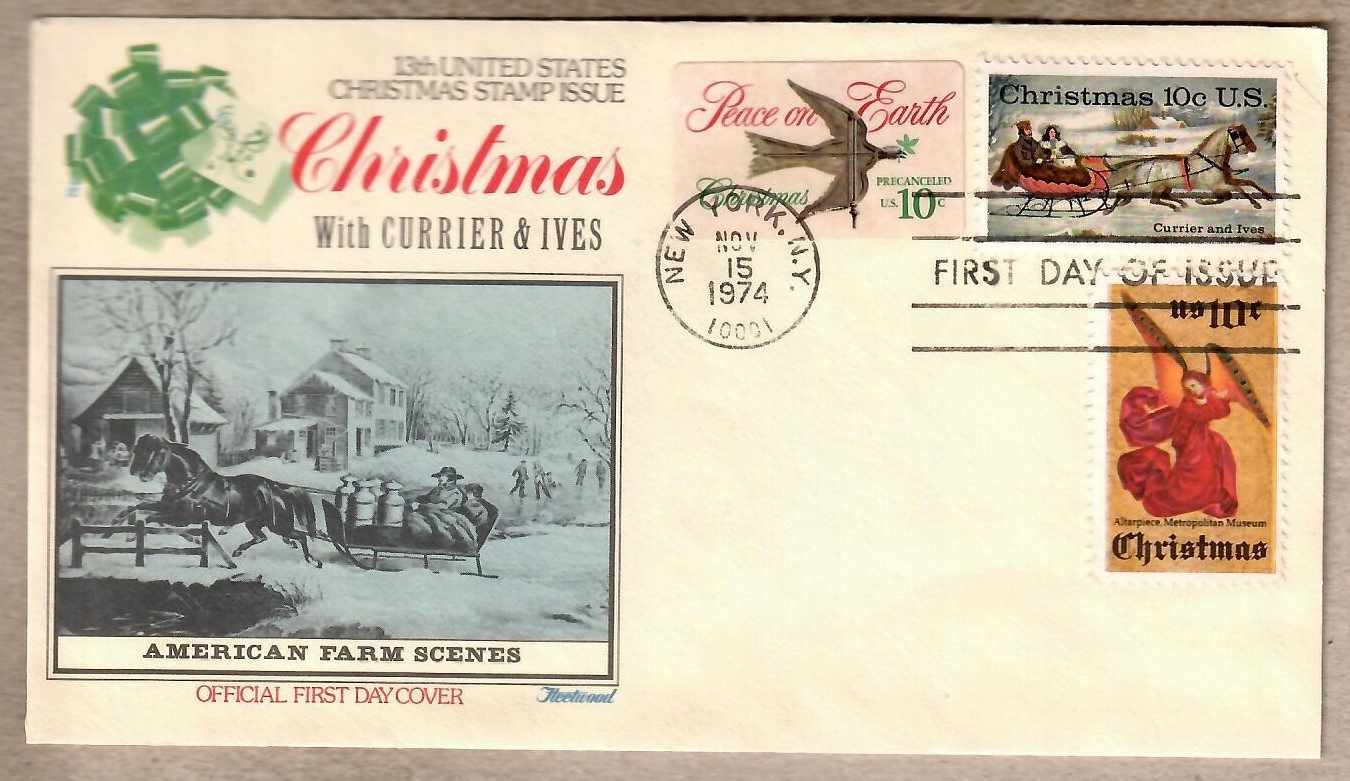 13th UNITED STATES
CHRISTMAS STAMP ISSUE
Christmas
With CURRIER & IVES
AMERICAN FARM SCENES
OFFICIAL FIRST DAY COVER
Fleetwood
Peace on Earth
Christmas
PRECANCELED
U.S. 10c
NEW YORK, N.Y.
NOV
15
1974
10001
Christmas 10c U.S.
Currier and Ives
FIRST DAY OF ISSUE
US 10c
Altarpiece, Metropolitan Museum
Christmas